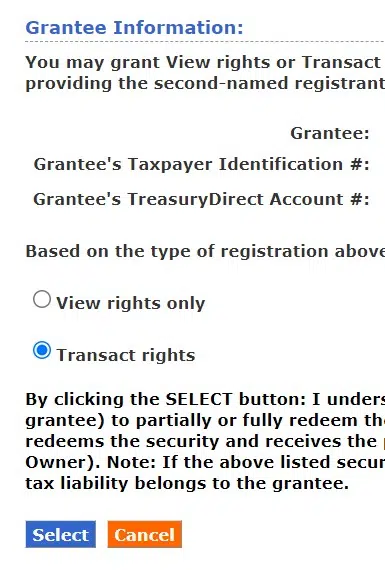 Grantee Information:
You may grant View rights or Transact
providing the second-named registrant
Grantee:
Grantee's Taxpayer Identification #:
Grantee's TreasuryDirect Account #:
Based on the type of registration above
View rights only
Transact rights
By clicking the SELECT button: I unders
grantee) to partially or fully redeem the
redeems the security and receives the
Owner). Note: If the above listed secur
tax liability belongs to the grantee.
Select Cancel